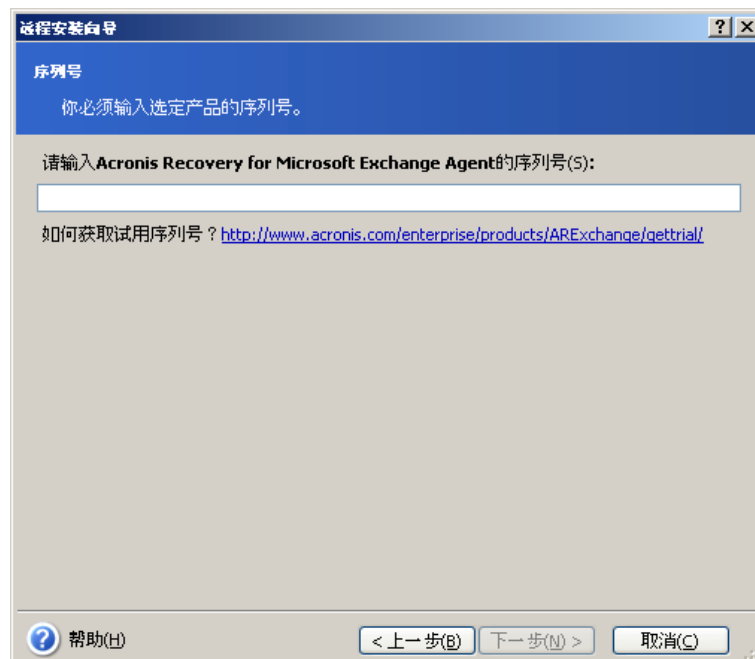 远程安装向导
序列号
你必须输入选定产品的序列号。
请输入Acronis Recovery for Microsoft Exchange Agent的序列号(S):
如何获取试用序列号？http://www.acronis.com/enterprise/products/ARExchange/gettrial/
帮助(H)
< 上一步(B)
下一步(N) >
取消(C)